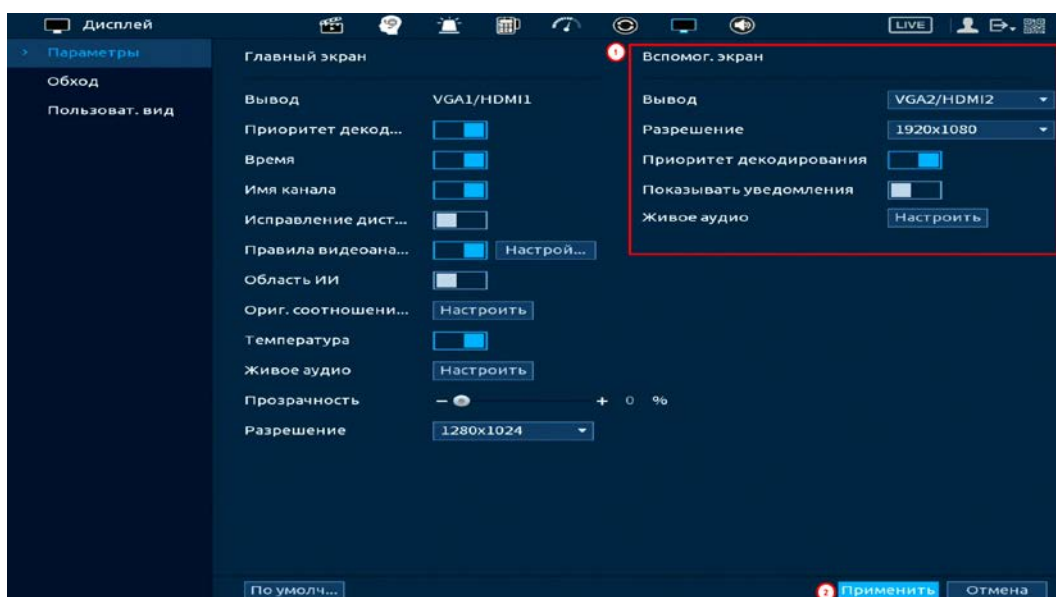 Дисплей
LIVE
Параметры
Обход
Пользоват. вид
Главный экран
Вывод VGA1/HDMI1
Приоритет декод...
Время
Имя канала
Исправление дист...
Правила видеоана... Настрой...
Область ИИ
Ориг. соотношени... Настроить
Температура
Живое аудио Настроить
Прозрачность - + 0 %
Разрешение 1280x1024
1 Вспомог. экран
Вывод VGA2/HDMI2
Разрешение 1920x1080
Приоритет декодирования
Показывать уведомления
Живое аудио Настроить
По умолч...
2 Применить Отмена